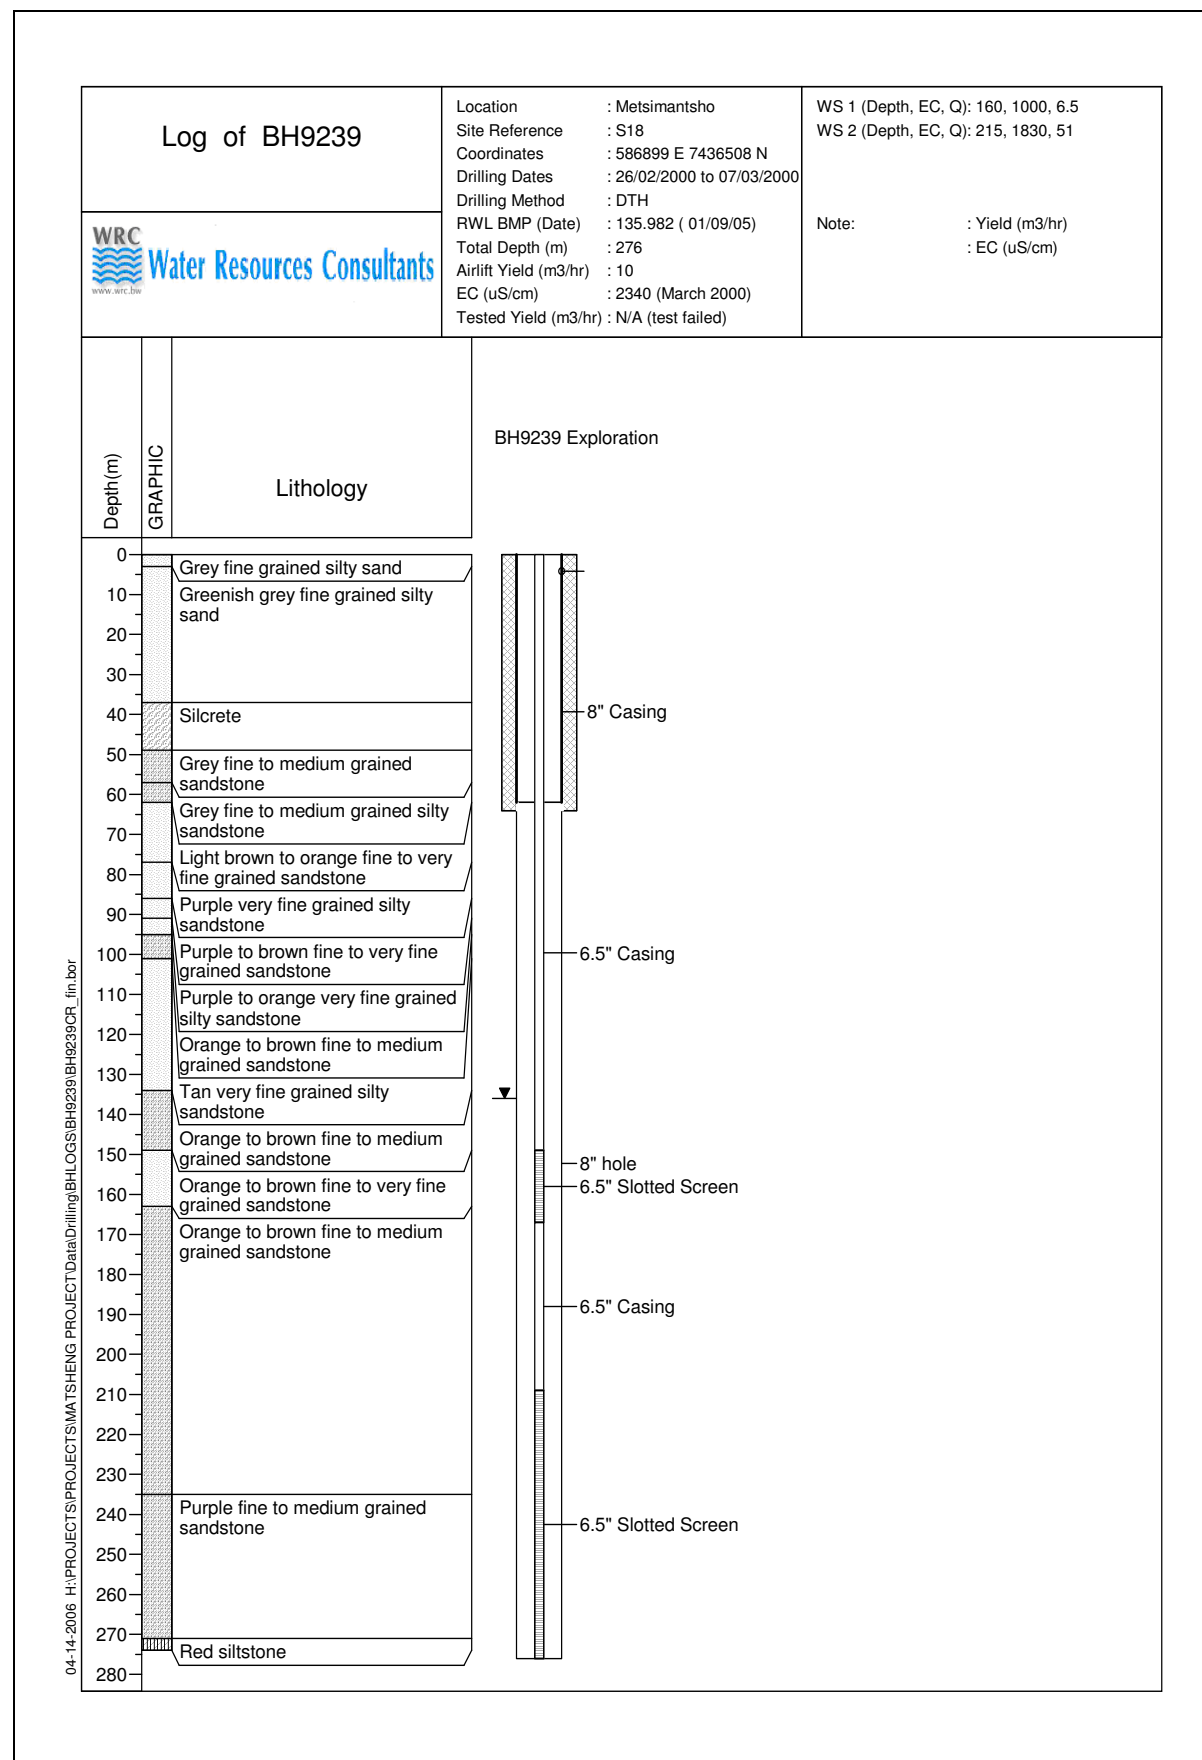 Log of BH9239
WRC
Water Resources Consultants
www.wrc.bw
Location : Metsimantsho
Site Reference : S18
Coordinates : 586899 E 7436508 N
Drilling Dates : 26/02/2000 to 07/03/2000
Drilling Method : DTH
RWL BMP (Date) : 135.982 ( 01/09/05)
Total Depth (m) : 276
Airlift Yield (m3/hr) : 10
EC (uS/cm) : 2340 (March 2000)
Tested Yield (m3/hr) : N/A (test failed)
WS 1 (Depth, EC, Q): 160, 1000, 6.5
WS 2 (Depth, EC, Q): 215, 1830, 51
Note: : Yield (m3/hr)
: EC (uS/cm)
Depth(m)
GRAPHIC
Lithology
BH9239 Exploration
0
10
20
30
40
50
60
70
80
90
100
110
120
130
140
150
160
170
180
190
200
210
220
230
240
250
260
270
280
Grey fine grained silty sand
Greenish grey fine grained silty
sand
Silcrete
Grey fine to medium grained
sandstone
Grey fine to medium grained silty
sandstone
Light brown to orange fine to very
fine grained sandstone
Purple very fine grained silty
sandstone
Purple to brown fine to very fine
grained sandstone
Purple to orange very fine grained
silty sandstone
Orange to brown fine to medium
grained sandstone
Tan very fine grained silty
sandstone
Orange to brown fine to medium
grained sandstone
Orange to brown fine to very fine
grained sandstone
Orange to brown fine to medium
grained sandstone
Purple fine to medium grained
sandstone
Red siltstone
8" Casing
6.5" Casing
8" hole
6.5" Slotted Screen
6.5" Casing
6.5" Slotted Screen
04-14-2006 H:\PROJECTS\PROJECTS\MATSHENG PROJECT\Data\Drilling\BHLOGS\BH9239\BH9239CR_fin.bor